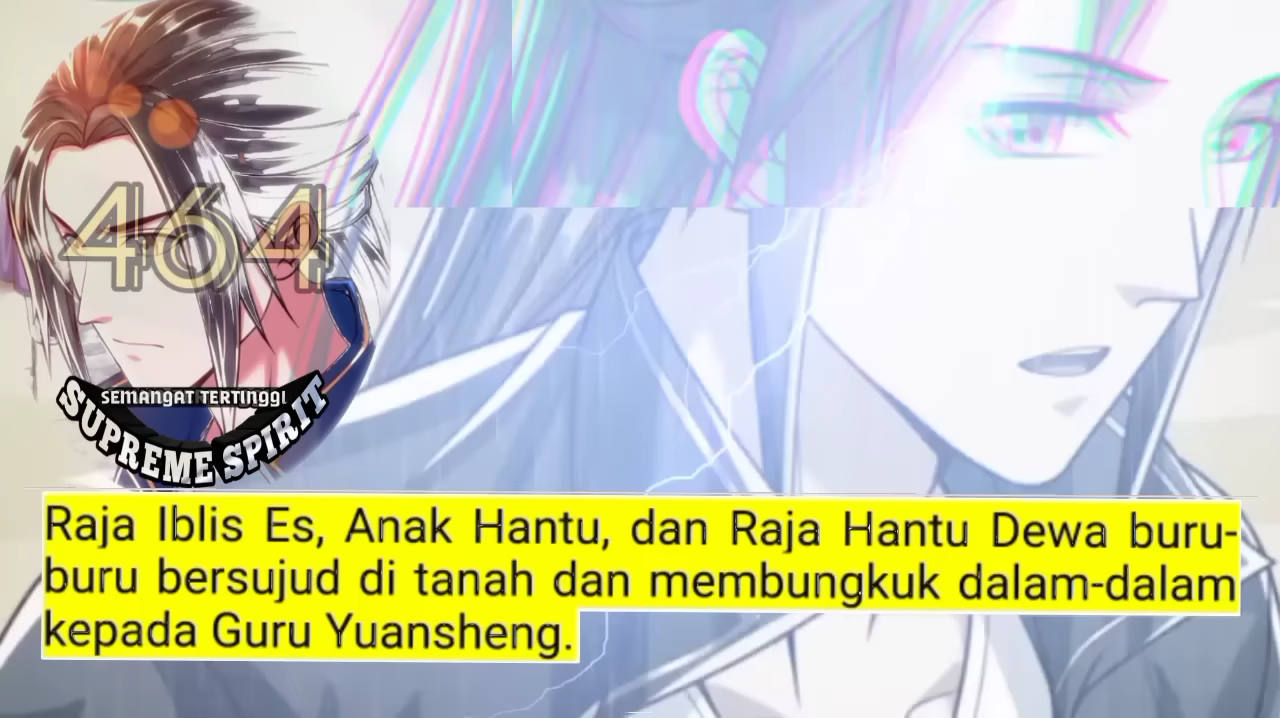 464
SEMANGAT TERTINGGI
SUPREME SPIRIT
Raja Iblis Es, Anak Hantu, dan Raja Hantu Dewa buru-
buru bersujud di tanah dan membungkuk dalam-dalam
kepada Guru Yuansheng.